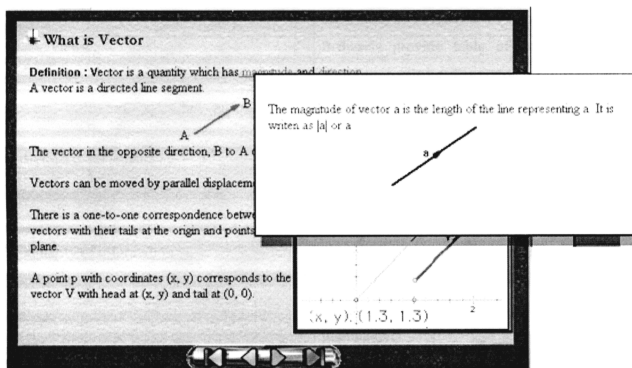 What is Vector
Definition : Vector is a quantity which has magnitude and direction
A vector is a directed line segment.
B
A
The vector in the opposite direction, B to A
Vectors can be moved by parallel displacem
There is a one-to-one correspondence betwe
vectors with their tails at the origin and points
plane.
A point p with coordinates (x, y) corresponds to the
vector V with head at (x, y) and tail at (0, 0).
The magnitude of vector a is the length of the line representing a. It is
writen as |a| or a
a
(x, y):(1.3, 1.3)
2